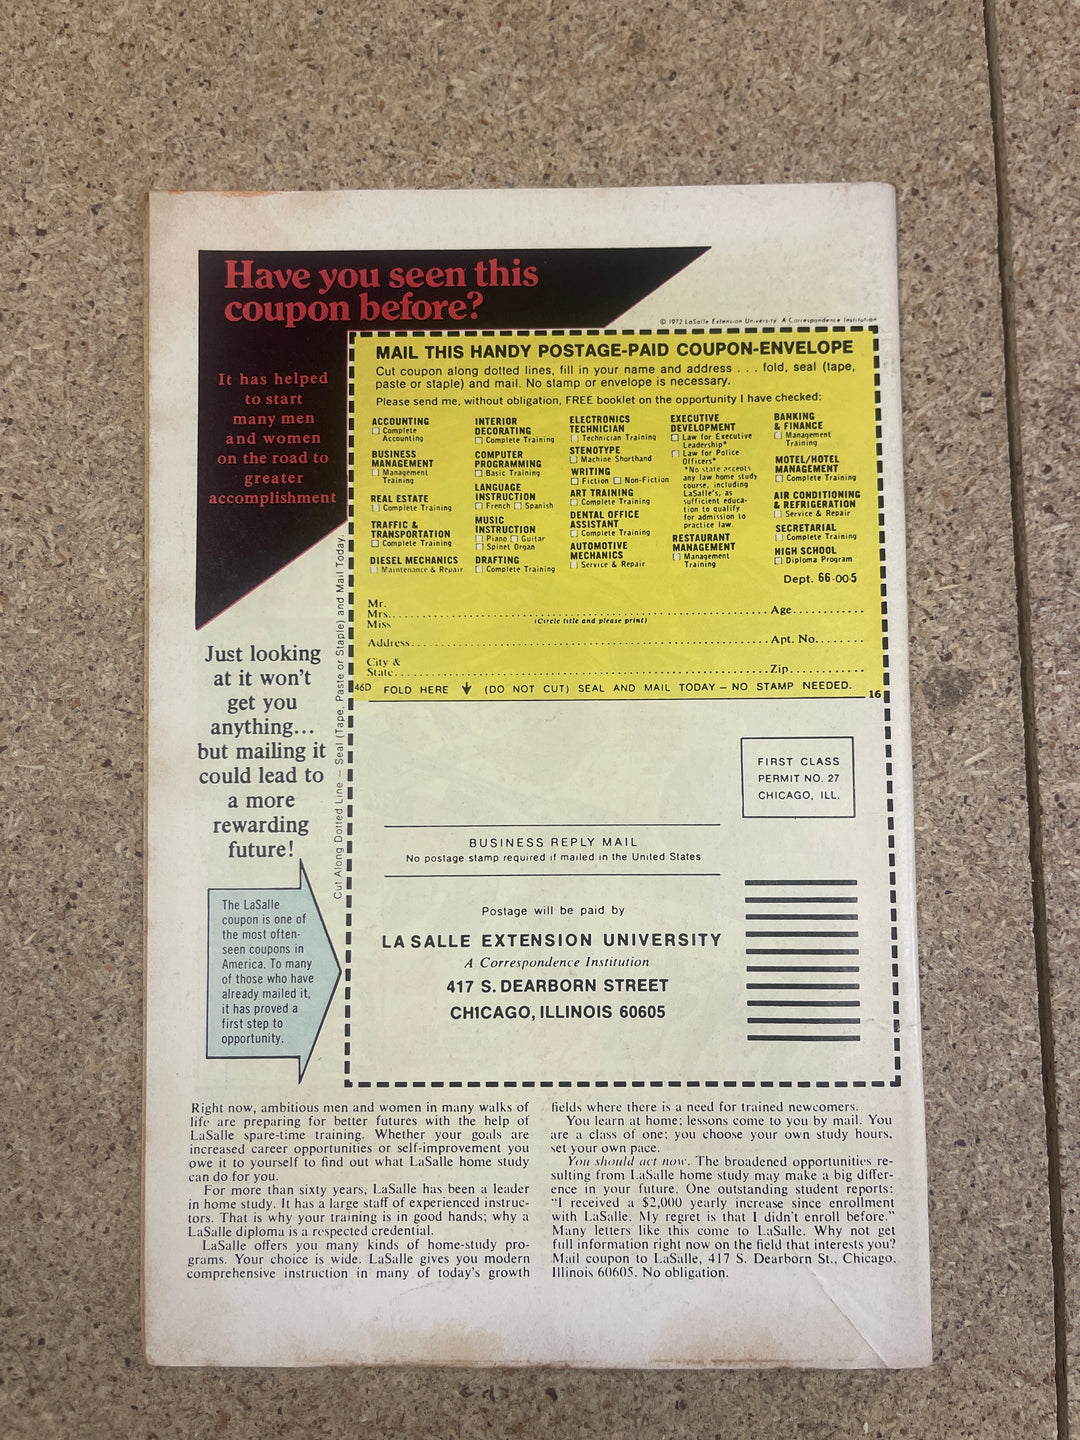 Have you seen this
coupon before?
© 1972 LaSalle Extension University A Correspondence Institution
It has helped
to start
many men
and women
on the road to
greater
accomplishment
MAIL THIS HANDY POSTAGE-PAID COUPON-ENVELOPE
Cut coupon along dotted lines, fill in your name and address . . . fold, seal (tape,
paste or staple) and mail. No stamp or envelope is necessary.
Please send me, without obligation, FREE booklet on the opportunity I have checked:
ACCOUNTING
☐ Complete
Accounting
BUSINESS
MANAGEMENT
☐ Management
Training
REAL ESTATE
☐ Complete Training
TRAFFIC &
TRANSPORTATION
☐ Complete Training
DIESEL MECHANICS
☐ Maintenance & Repair
INTERIOR
DECORATING
☐ Complete Training
COMPUTER
PROGRAMMING
☐ Basic Training
LANGUAGE
INSTRUCTION
☐ French ☐ Spanish
MUSIC
INSTRUCTION
☐ Piano ☐ Guitar
☐ Spinet Organ
DRAFTING
☐ Complete Training
ELECTRONICS
TECHNICIAN
☐ Technician Training
STENOTYPE
☐ Machine Shorthand
WRITING
☐ Fiction ☐ Non-Fiction
ART TRAINING
☐ Complete Training
DENTAL OFFICE
ASSISTANT
☐ Complete Training
AUTOMOTIVE
MECHANICS
☐ Service & Repair
EXECUTIVE
DEVELOPMENT
☐ Law for Executive
Leadership*
☐ Law for Police
Officers*
*No state accepts
any law home study
course, including
LaSalle's, as
sufficient educa-
tion to qualify
for admission to
practice law.
RESTAURANT
MANAGEMENT
☐ Management
Training
BANKING
& FINANCE
☐ Management
Training
MOTEL/HOTEL
MANAGEMENT
☐ Complete Training
AIR CONDITIONING
& REFRIGERATION
☐ Service & Repair
SECRETARIAL
☐ Complete Training
HIGH SCHOOL
☐ Diploma Program
Dept. 66-005
Mr.
Mrs. Age
Miss (Circle title and please print)
Address Apt. No.
City &
State Zip
46D FOLD HERE (DO NOT CUT) SEAL AND MAIL TODAY — NO STAMP NEEDED. 16
Cut Along Dotted Line — Seal (Tape, Paste or Staple) and Mail Today.
Just looking
at it won't
get you
anything...
but mailing it
could lead to
a more
rewarding
future!
The LaSalle
coupon is one of
the most often-
seen coupons in
America. To many
of those who have
already mailed it,
it has proved a
first step to
opportunity.
FIRST CLASS
PERMIT NO. 27
CHICAGO, ILL.
BUSINESS REPLY MAIL
No postage stamp required if mailed in the United States
Postage will be paid by
LA SALLE EXTENSION UNIVERSITY
A Correspondence Institution
417 S. DEARBORN STREET
CHICAGO, ILLINOIS 60605
Right now, ambitious men and women in many walks of
life are preparing for better futures with the help of
LaSalle spare-time training. Whether your goals are
increased career opportunities or self-improvement you
owe it to yourself to find out what LaSalle home study
can do for you.
For more than sixty years, LaSalle has been a leader
in home study. It has a large staff of experienced instruc-
tors. That is why your training is in good hands; why a
LaSalle diploma is a respected credential.
LaSalle offers you many kinds of home-study pro-
grams. Your choice is wide. LaSalle gives you modern
comprehensive instruction in many of today's growth
fields where there is a need for trained newcomers.
You learn at home; lessons come to you by mail. You
are a class of one; you choose your own study hours,
set your own pace.
You should act now. The broadened opportunities re-
sulting from LaSalle home study may make a big differ-
ence in your future. One outstanding student reports:
"I received a $2,000 yearly increase since enrollment
with LaSalle. My regret is that I didn't enroll before."
Many letters like this come to LaSalle. Why not get
full information right now on the field that interests you?
Mail coupon to LaSalle, 417 S. Dearborn St., Chicago,
Illinois 60605. No obligation.